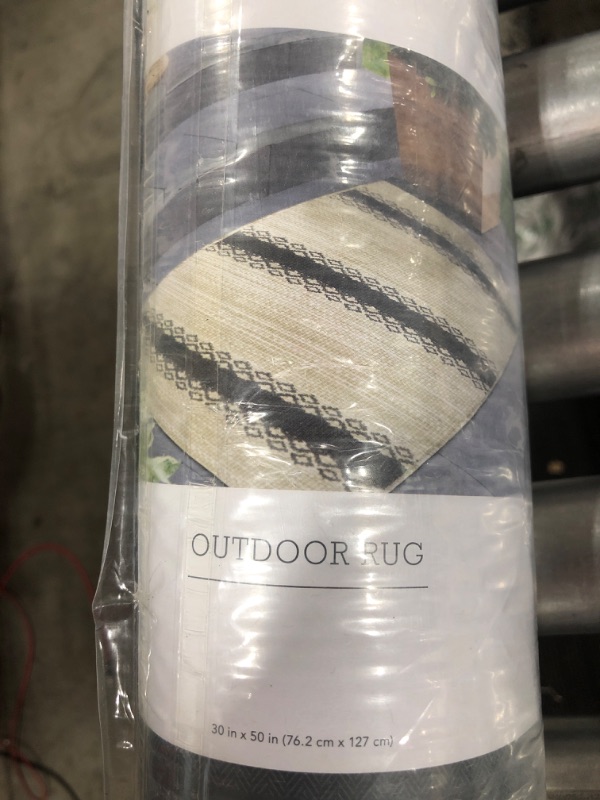 OUTDOOR RUG
30 in x 50 in (76.2 cm x 127 cm)